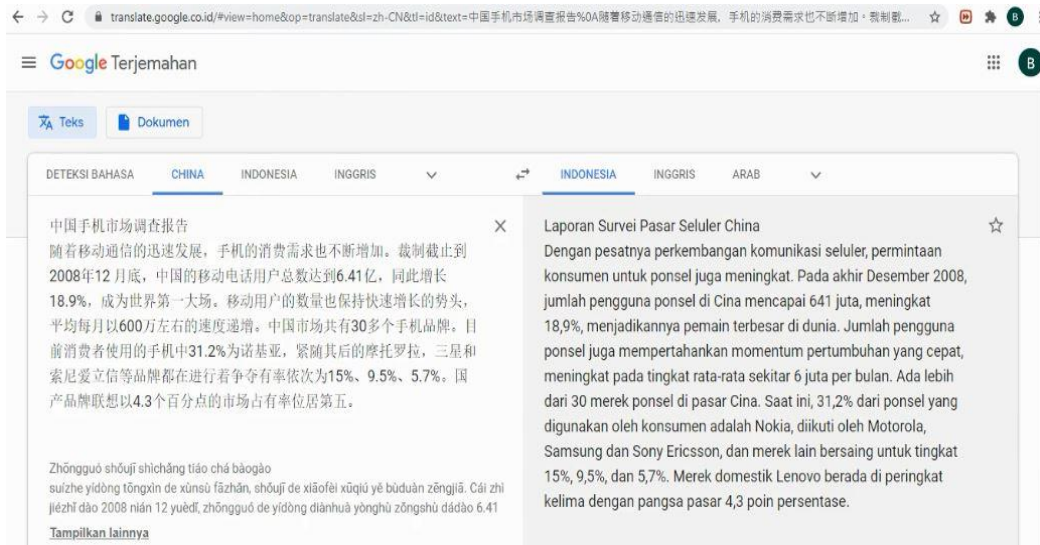 translate.google.co.id/#view=home&op=translate&sl=zh-CN&tl=id&text=中国手机市场调查报告%0A随着移动通信的迅速发展，手机的消费需求也不断增加。裁制截...
B
Google Terjemahan
B
Teks
Dokumen
DETEKSI BAHASA
CHINA
INDONESIA
INGGRIS
INDONESIA
INGGRIS
ARAB
中国手机市场调查报告
随着移动通信的迅速发展，手机的消费需求也不断增加。裁制截止到
2008年12 月底，中国的移动电话用户总数达到6.41亿，同此增长
18.9%，成为世界第一大场。移动用户的数量也保持快速增长的势头，
平均每月以600万左右的速度递增。中国市场共有30多个手机品牌。目
前消费者使用的手机中31.2%为诺基亚，紧随其后的摩托罗拉，三星和
索尼爱立信等品牌都在进行着争夺有率依次为15%、9.5%、5.7%。国
产品牌联想以4.3个百分点的市场占有率位居第五。
Zhōngguó shǒujī shìchǎng tiáo chá bàogào
suízhe yídòng tōngxìn de xùnsù fāzhǎn, shǒujī de xiāofèi xūqiú yě bùduàn zēngjiā. Cái zhì
jiézhǐ dào 2008 nián 12 yuèdǐ, zhōngguó de yídòng diànhuà yònghù zǒngshù dádào 6.41
Tampilkan lainnya
Laporan Survei Pasar Seluler China
Dengan pesatnya perkembangan komunikasi seluler, permintaan
konsumen untuk ponsel juga meningkat. Pada akhir Desember 2008,
jumlah pengguna ponsel di Cina mencapai 641 juta, meningkat
18,9%, menjadikannya pemain terbesar di dunia. Jumlah pengguna
ponsel juga mempertahankan momentum pertumbuhan yang cepat,
meningkat pada tingkat rata-rata sekitar 6 juta per bulan. Ada lebih
dari 30 merek ponsel di pasar Cina. Saat ini, 31,2% dari ponsel yang
digunakan oleh konsumen adalah Nokia, diikuti oleh Motorola,
Samsung dan Sony Ericsson, dan merek lain bersaing untuk tingkat
15%, 9,5%, dan 5,7%. Merek domestik Lenovo berada di peringkat
kelima dengan pangsa pasar 4,3 poin persentase.